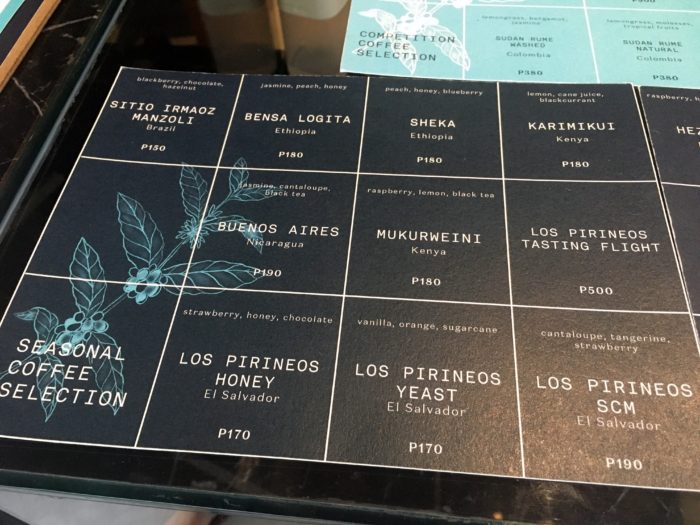 P380
COMPETITION
COFFEE
SELECTION
lemongrass, bergamot,
jasmine
SUDAN RUME
WASHED
Colombia
P380
lemongrass, molasses,
tropical fruits
SUDAN RUME
NATURAL
Colombia
P380
blackberry, chocolate,
hazelnut
SITIO IRMAOZ
MANZOLI
Brazil
P150
jasmine, peach, honey
BENSA LOGITA
Ethiopia
P180
peach, honey, blueberry
SHEKA
Ethiopia
P180
lemon, cane juice,
blackcurrant
KARIMIKUI
Kenya
P180
raspberry,
HEZ
jasmine, cantaloupe,
black tea
BUENOS AIRES
Nicaragua
P190
raspberry, lemon, black tea
MUKURWEINI
Kenya
P180
LOS PIRINEOS
TASTING FLIGHT
P500
SEASONAL
COFFEE
SELECTION
strawberry, honey, chocolate
LOS PIRINEOS
HONEY
El Salvador
P170
vanilla, orange, sugarcane
LOS PIRINEOS
YEAST
El Salvador
P170
cantaloupe, tangerine,
strawberry
LOS PIRINEOS
SCM
El Salvador
P190